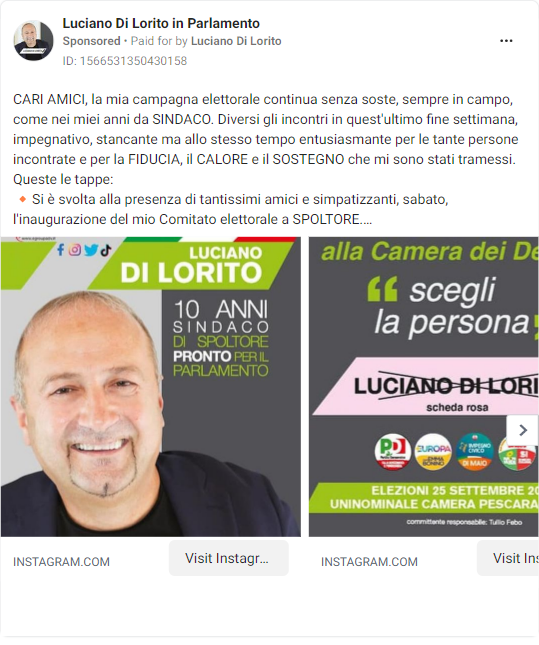 Luciano Di Lorito in Parlamento
Sponsored • Paid for by Luciano Di Lorito
ID: 1566531350430158
CARI AMICI, la mia campagna elettorale continua senza soste, sempre in campo,
come nei miei anni da SINDACO. Diversi gli incontri in quest'ultimo fine settimana,
impegnativo, stancante ma allo stesso tempo entusiasmante per le tante persone
incontrate e per la FIDUCIA, il CALORE e il SOSTEGNO che mi sono stati tramessi.
Queste le tappe:
🔸Si è svolta alla presenza di tantissimi amici e simpatizzanti, sabato,
l'inaugurazione del mio Comitato elettorale a SPOLTORE....
LUCIANO
DI LORITO
10 ANNI
SINDACO
DI SPOLTORE
PRONTO PER IL
PARLAMENTO
alla Camera dei De
scegli
la persona
LUCIANO DI LORI
scheda rosa
PD
EUROPA
EMMA
BONINO
IMPEGNO
CIVICO
DI MAIO
ELEZIONI 25 SETTEMBRE 20
UNINOMINALE CAMERA PESCARA
committente responsabile: Tullio Febo
INSTAGRAM.COM
Visit Instagr...
INSTAGRAM.COM
Visit Ins